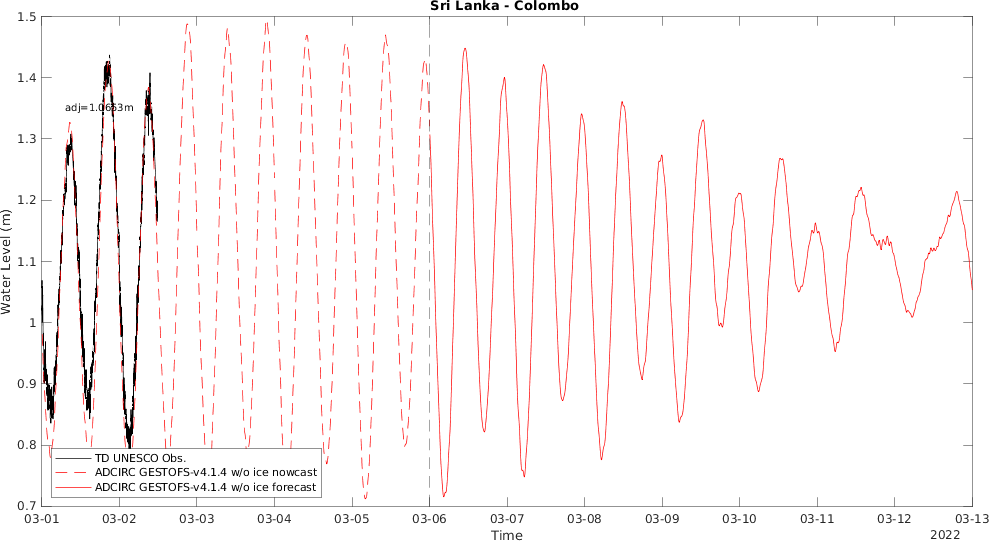 Sri Lanka - Colombo
1.5
1.4
1.3
1.2
1.1
1
0.9
0.8
0.7
Water Level (m)
adj=1.0663m
TD UNESCO Obs.
ADCIRC GESTOFS-v4.1.4 w/o ice nowcast
ADCIRC GESTOFS-v4.1.4 w/o ice forecast
03-01 03-02 03-03 03-04 03-05 03-06 03-07 03-08 03-09 03-10 03-11 03-12 03-13
Time
2022